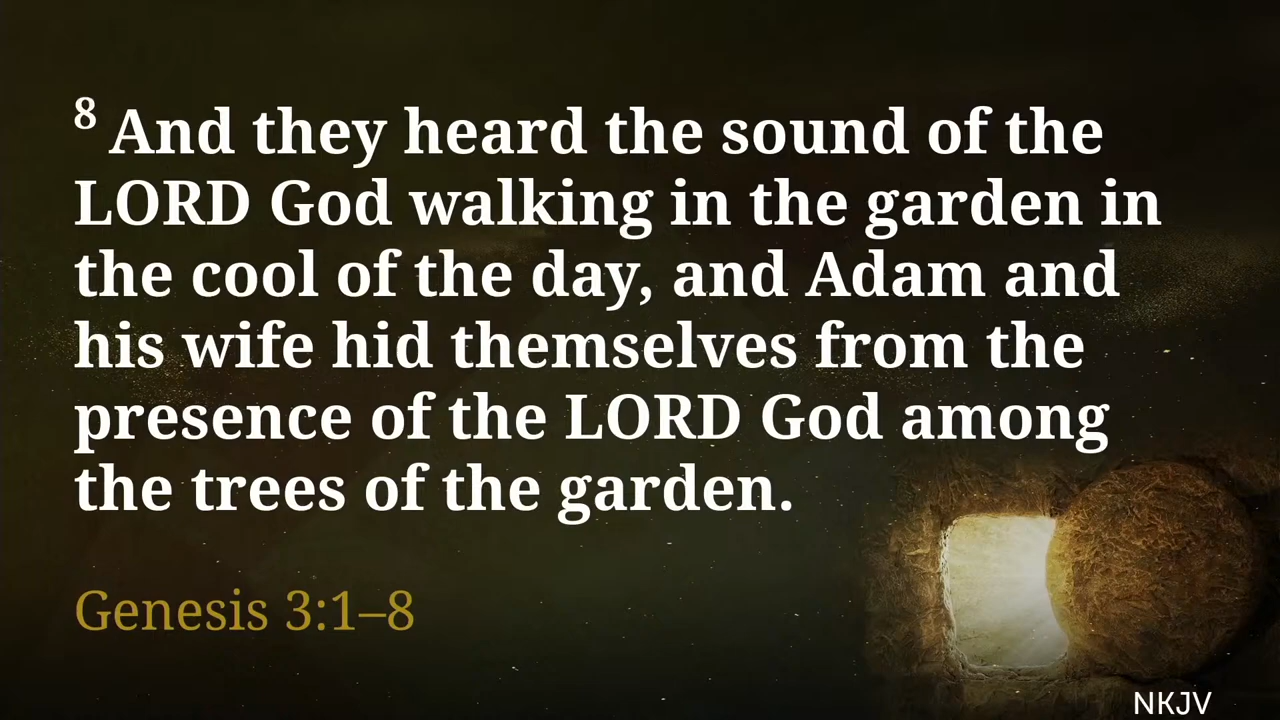 8 And they heard the sound of the
LORD God walking in the garden in
the cool of the day, and Adam and
his wife hid themselves from the
presence of the LORD God among
the trees of the garden.
Genesis 3:1–8
NKJV